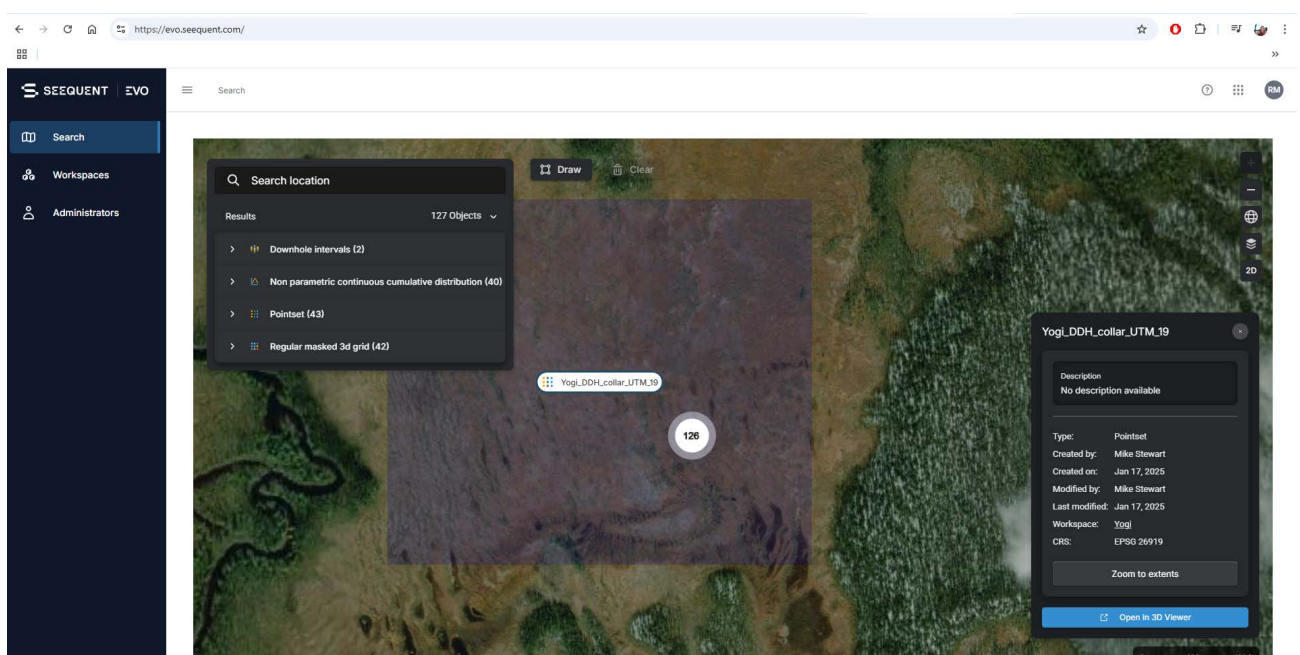 https://evo.seequent.com/
»
SEEQUENT | EVO
Search
RM
Search
Workspaces
Administrators
Search location
Draw
Clear
Results
127 Objects
Downhole intervals (2)
Non parametric continuous cumulative distribution (40)
Pointset (43)
Regular masked 3d grid (42)
2D
Yogi_DDH_collar_UTM_19
126
Yogi_DDH_collar_UTM_19
Description
No description available
Type: Pointset
Created by: Mike Stewart
Created on: Jan 17, 2025
Modified by: Mike Stewart
Last modified: Jan 17, 2025
Workspace: Yogi
CRS: EPSG 26919
Zoom to extents
Open in 3D Viewer